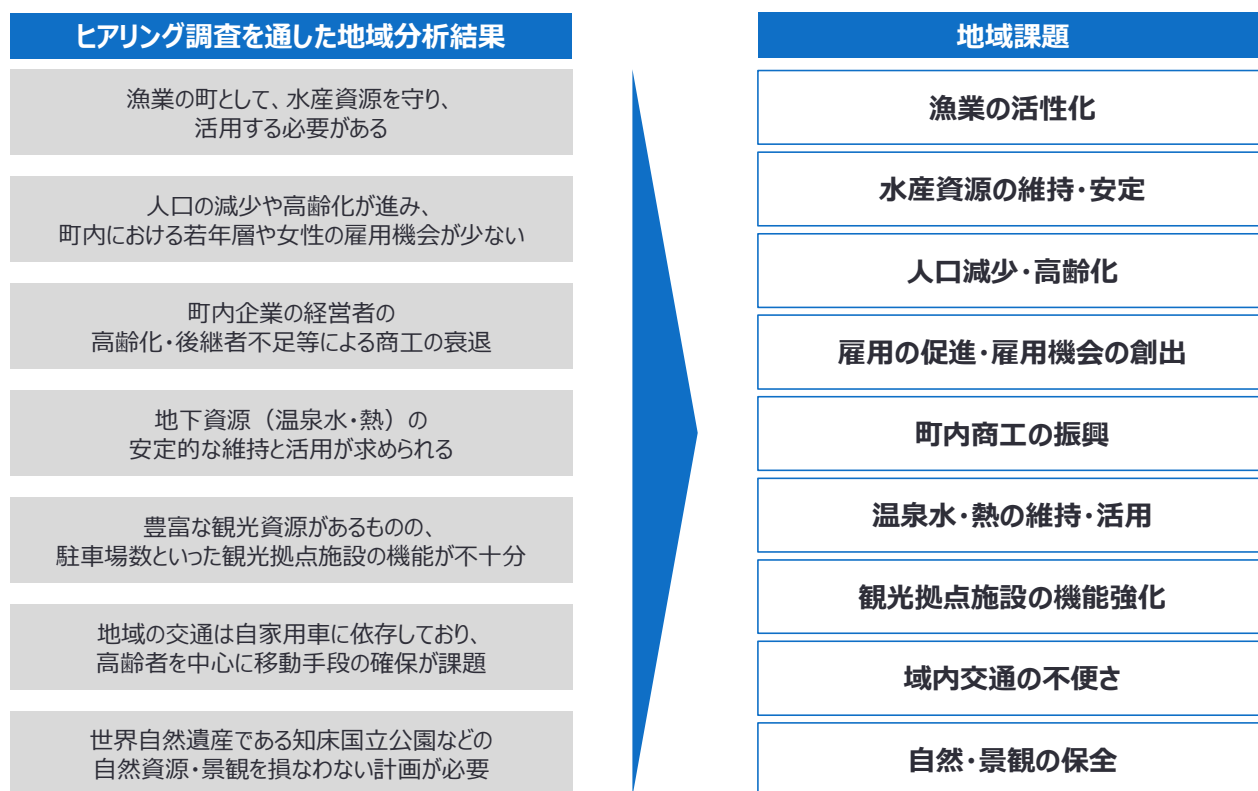 ヒアリング調査を通した地域分析結果
漁業の町として、水産資源を守り、
活用する必要がある
人口の減少や高齢化が進み、
町内における若年層や女性の雇用機会が少ない
町内企業の経営者の
高齢化・後継者不足等による商工の衰退
地下資源（温泉水・熱）の
安定的な維持と活用が求められる
豊富な観光資源があるものの、
駐車場数といった観光拠点施設の機能が不十分
地域の交通は自家用車に依存しており、
高齢者を中心に移動手段の確保が課題
世界自然遺産である知床国立公園などの
自然資源・景観を損なわない計画が必要
地域課題
漁業の活性化
水産資源の維持・安定
人口減少・高齢化
雇用の促進・雇用機会の創出
町内商工の振興
温泉水・熱の維持・活用
観光拠点施設の機能強化
域内交通の不便さ
自然・景観の保全